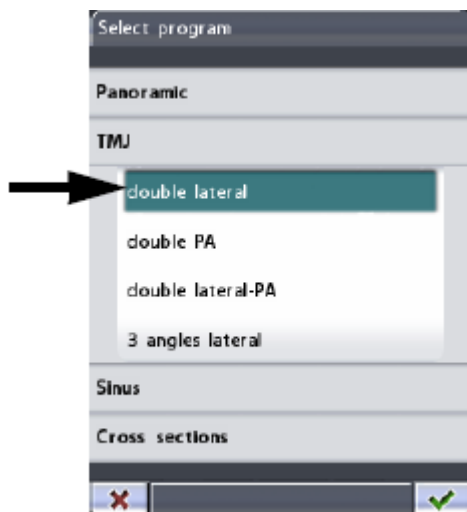 Select program
Panoramic
TMJ
double lateral
double PA
double lateral-PA
3 angles lateral
Sinus
Cross sections